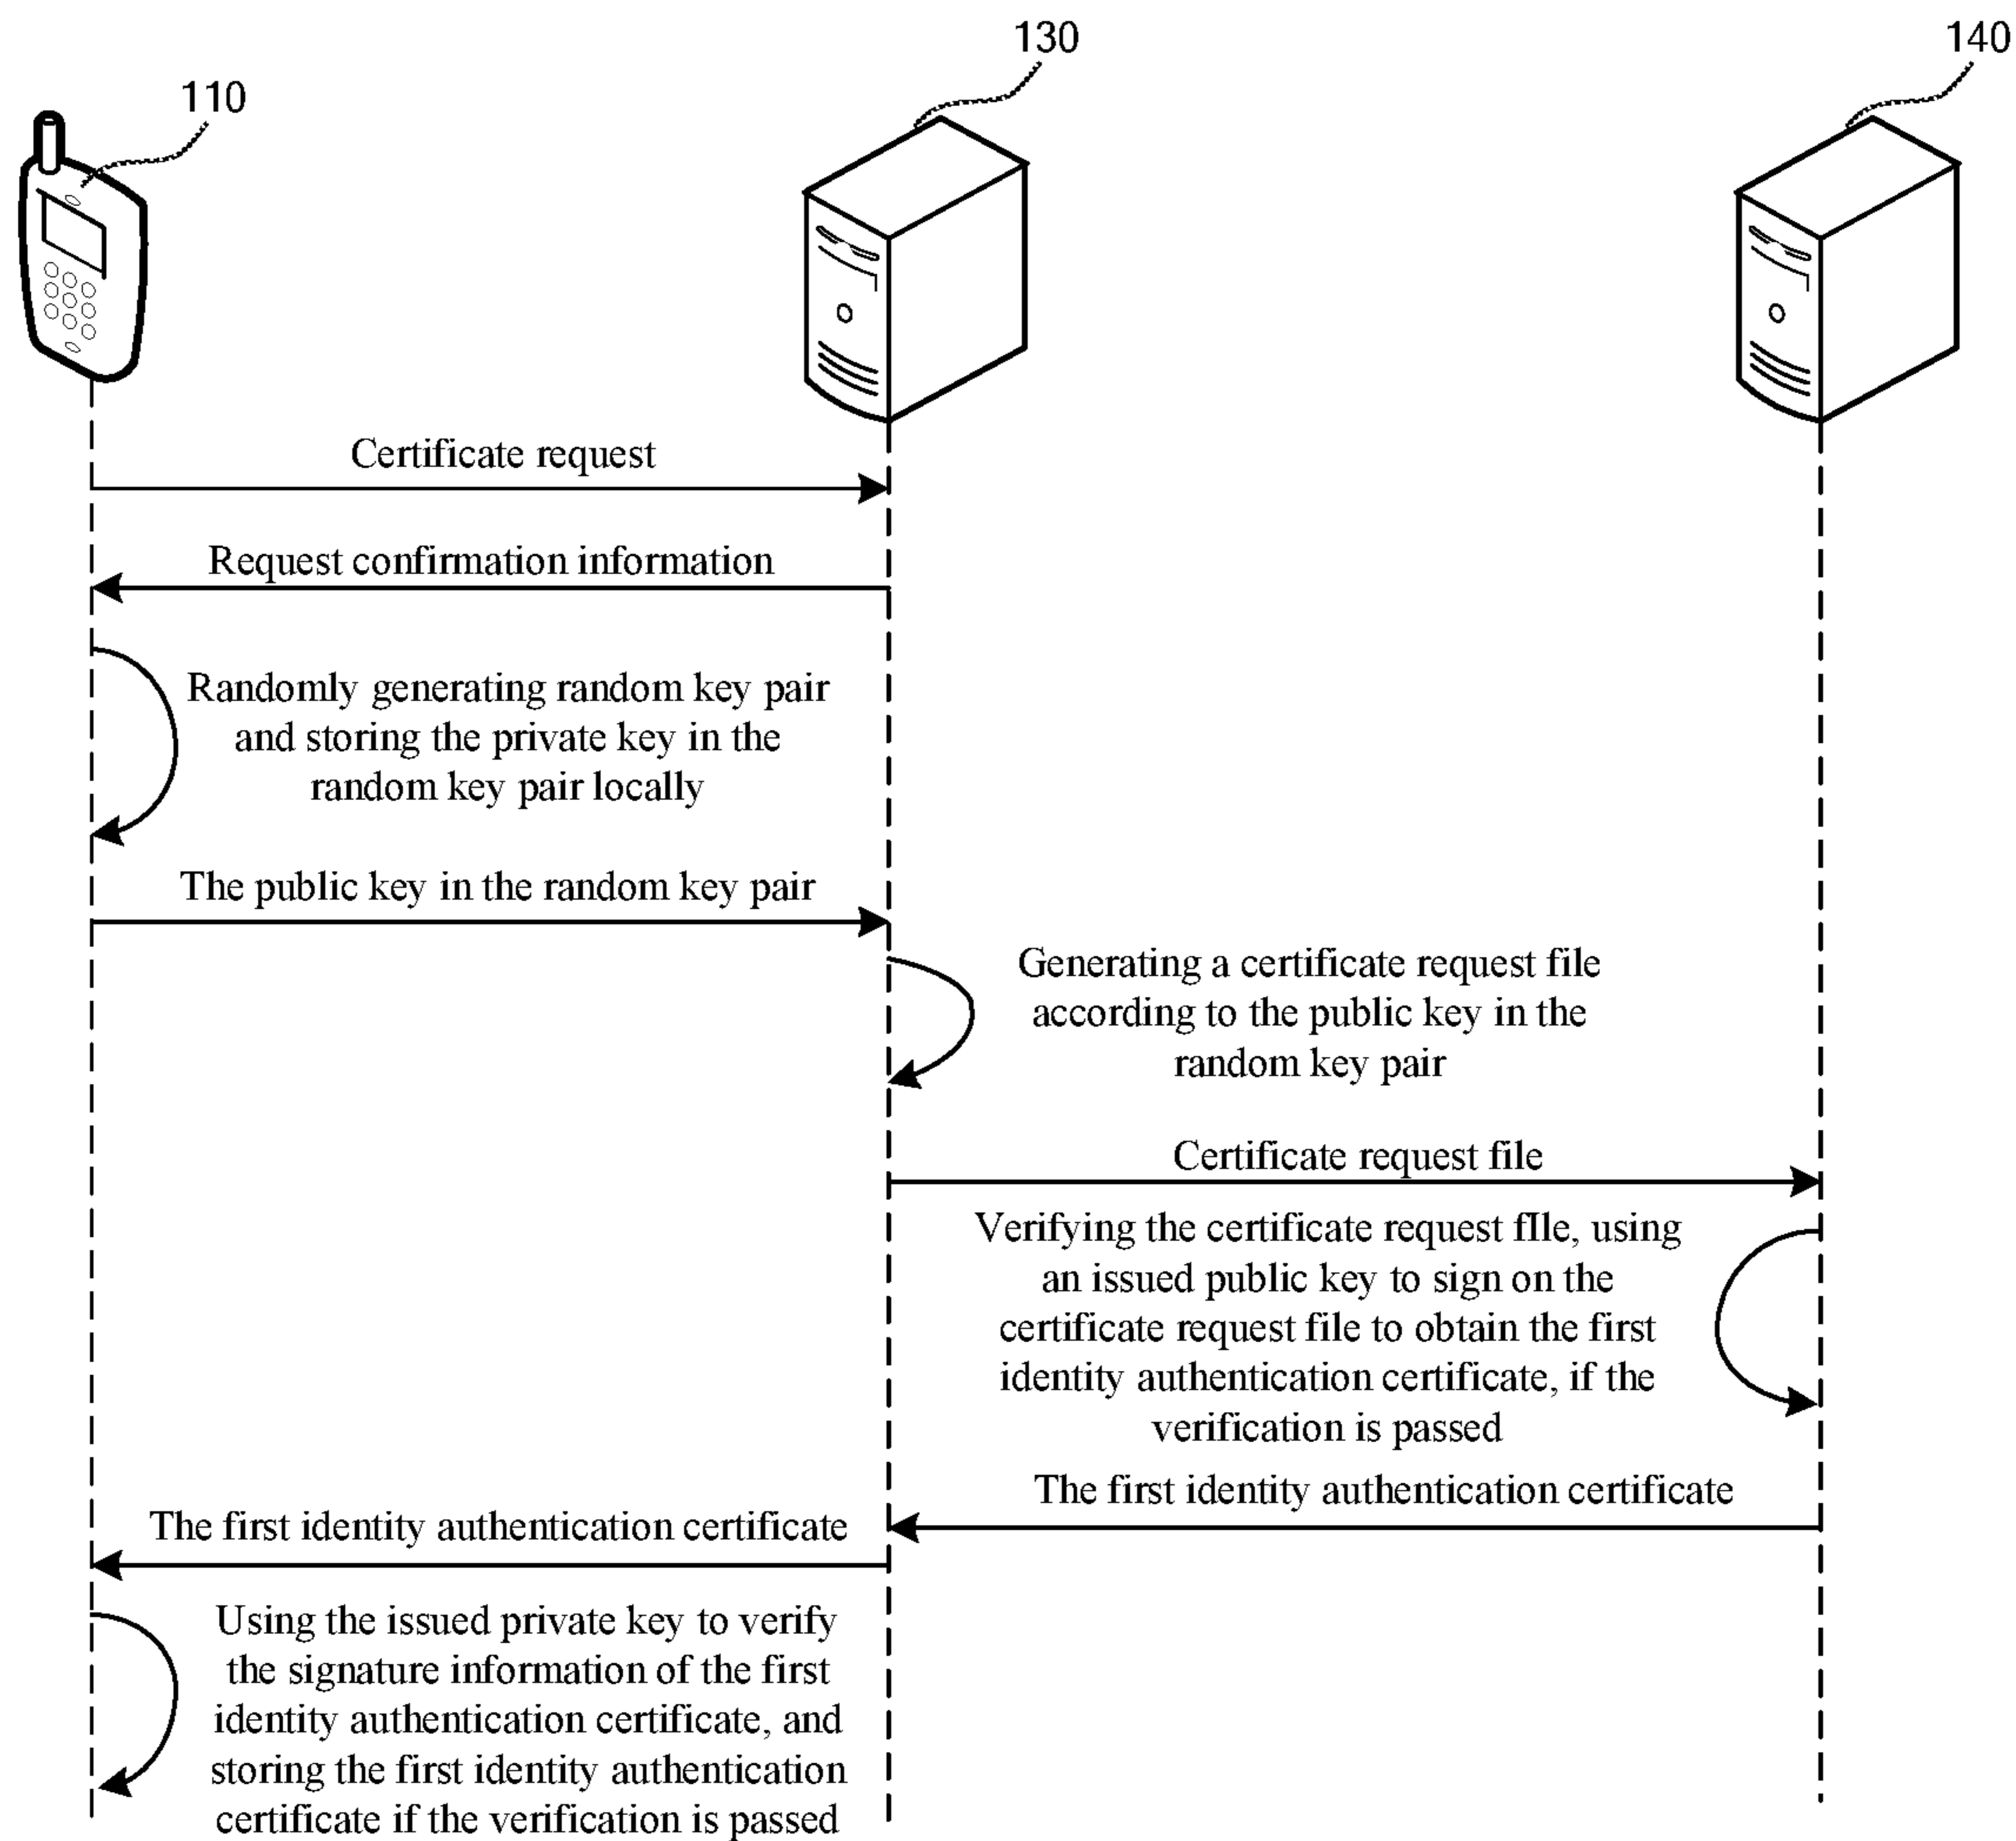 130
140
110
Certificate request
Request confirmation information
Randomly generating random key pair
and storing the private key in the
random key pair locally
The public key in the random key pair
Generating a certificate request file
according to the public key in the
random key pair
Certificate request file
Verifying the certificate request fIle, using
an issued public key to sign on the
certificate request file to obtain the first
identity authentication certificate, if the
verification is passed
The first identity authentication certificate
The first identity authentication certificate
Using the issued private key to verify
the signature information of the first
identity authentication certificate, and
storing the first identity authentication
certificate if the verification is passed